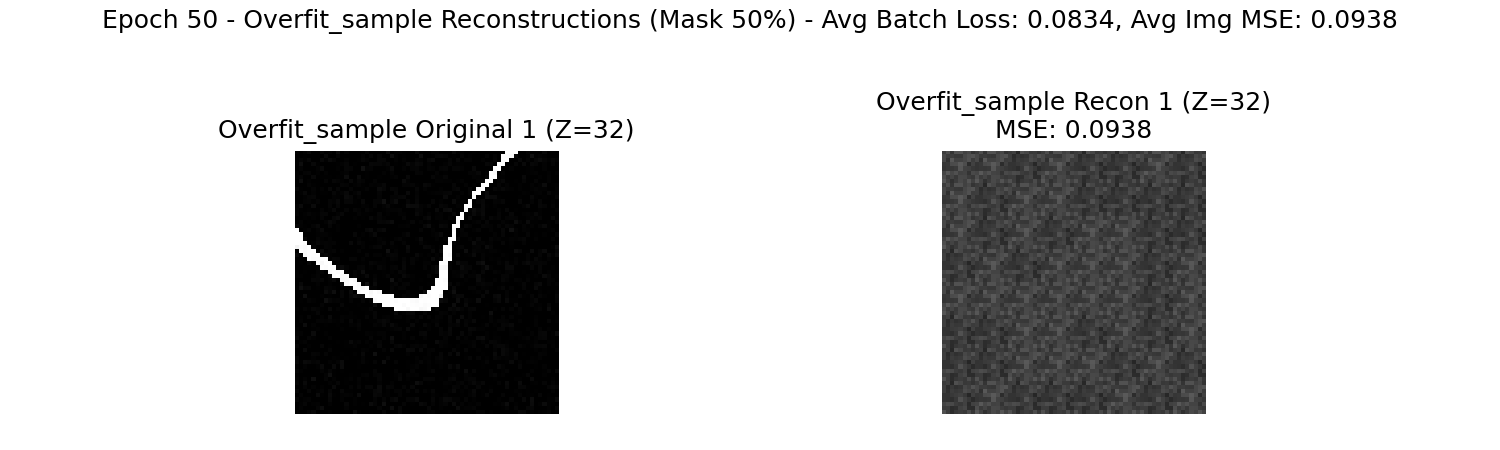 Epoch 50 - Overfit_sample Reconstructions (Mask 50%) - Avg Batch Loss: 0.0834, Avg Img MSE: 0.0938
Overfit_sample Original 1 (Z=32)
Overfit_sample Recon 1 (Z=32)
MSE: 0.0938